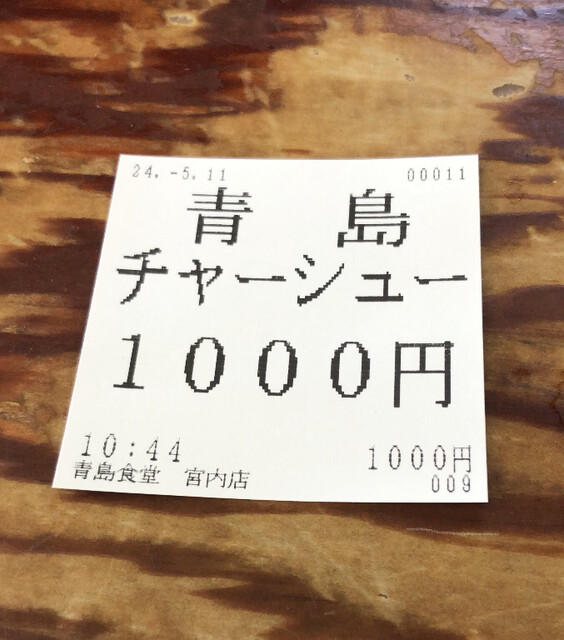 24.-5.11 00011
青島
チャーシュー
1000円
10:44 1000円
青島食堂 宮内店 009